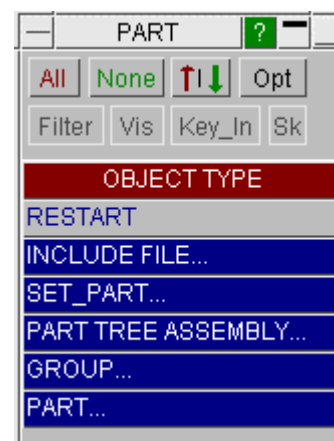 PART ?
All None ↑I↓ Opt
Filter Vis Key_In Sk
OBJECT TYPE
RESTART
INCLUDE FILE...
SET_PART...
PART TREE ASSEMBLY...
GROUP...
PART...